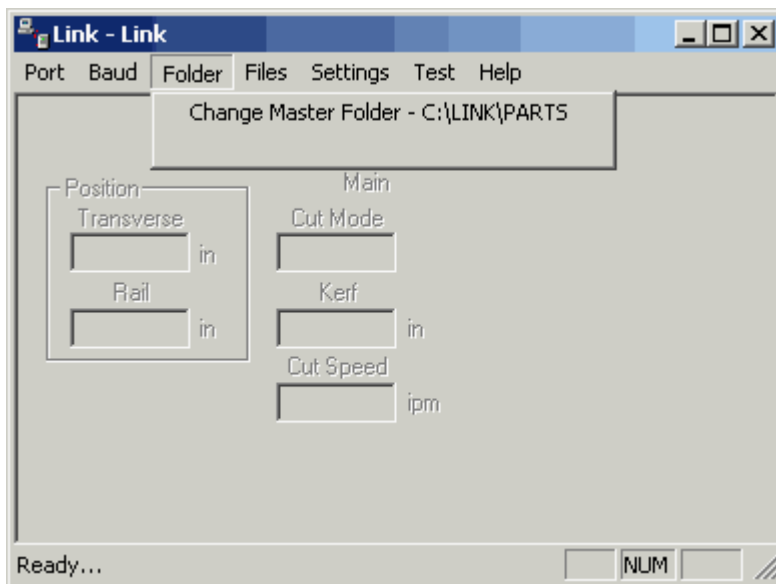 Link - Link
Port Baud Folder Files Settings Test Help
Change Master Folder - C:\LINK\PARTS
Position
Main
Transverse
Cut Mode
in
Rail
Kerf
in
in
Cut Speed
ipm
Ready...
NUM